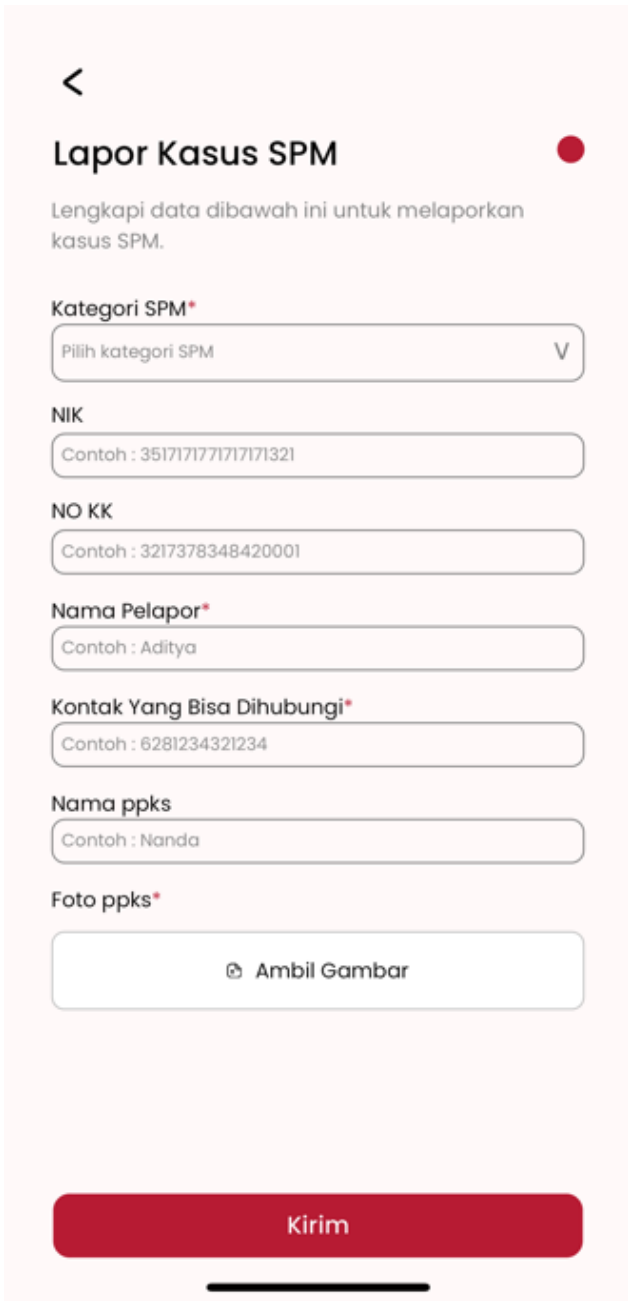 Lapor Kasus SPM
Lengkapi data dibawah ini untuk melaporkan
kasus SPM.
Kategori SPM*
Pilih kategori SPM
V
NIK
Contoh : 3517171771717171321
NO KK
Contoh : 3217378348420001
Nama Pelapor*
Contoh : Aditya
Kontak Yang Bisa Dihubungi*
Contoh : 6281234321234
Nama ppks
Contoh : Nanda
Foto ppks*
Ambil Gambar
Kirim